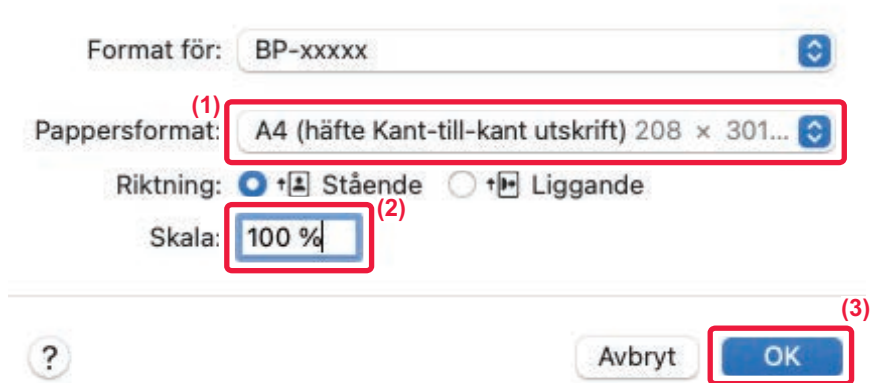 Format för: BP-xxxxx
(1)
Pappersformat: A4 (häfte Kant-till-kant utskrift) 208 × 301...
Riktning: Stående Liggande
(2)
Skala: 100 %
(3)
? Avbryt OK